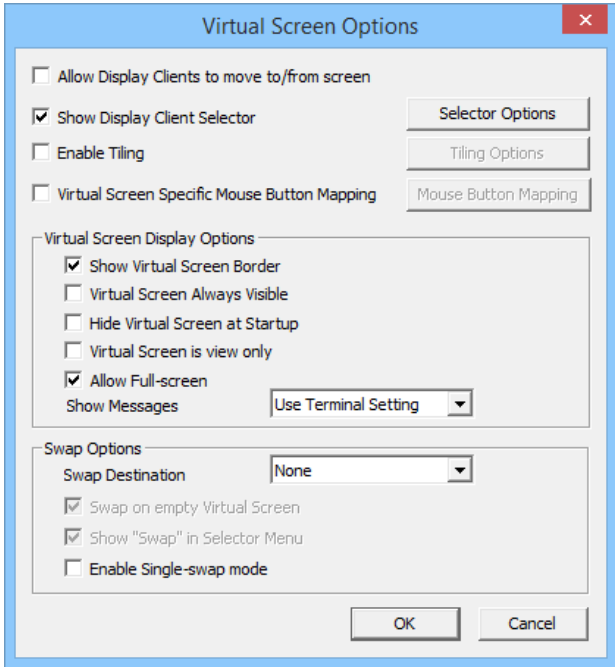 Virtual Screen Options
Allow Display Clients to move to/from screen
Show Display Client Selector
Selector Options
Enable Tiling
Tiling Options
Virtual Screen Specific Mouse Button Mapping
Mouse Button Mapping
Virtual Screen Display Options
Show Virtual Screen Border
Virtual Screen Always Visible
Hide Virtual Screen at Startup
Virtual Screen is view only
Allow Full-screen
Show Messages
Use Terminal Setting
Swap Options
Swap Destination
None
Swap on empty Virtual Screen
Show "Swap" in Selector Menu
Enable Single-swap mode
OK
Cancel